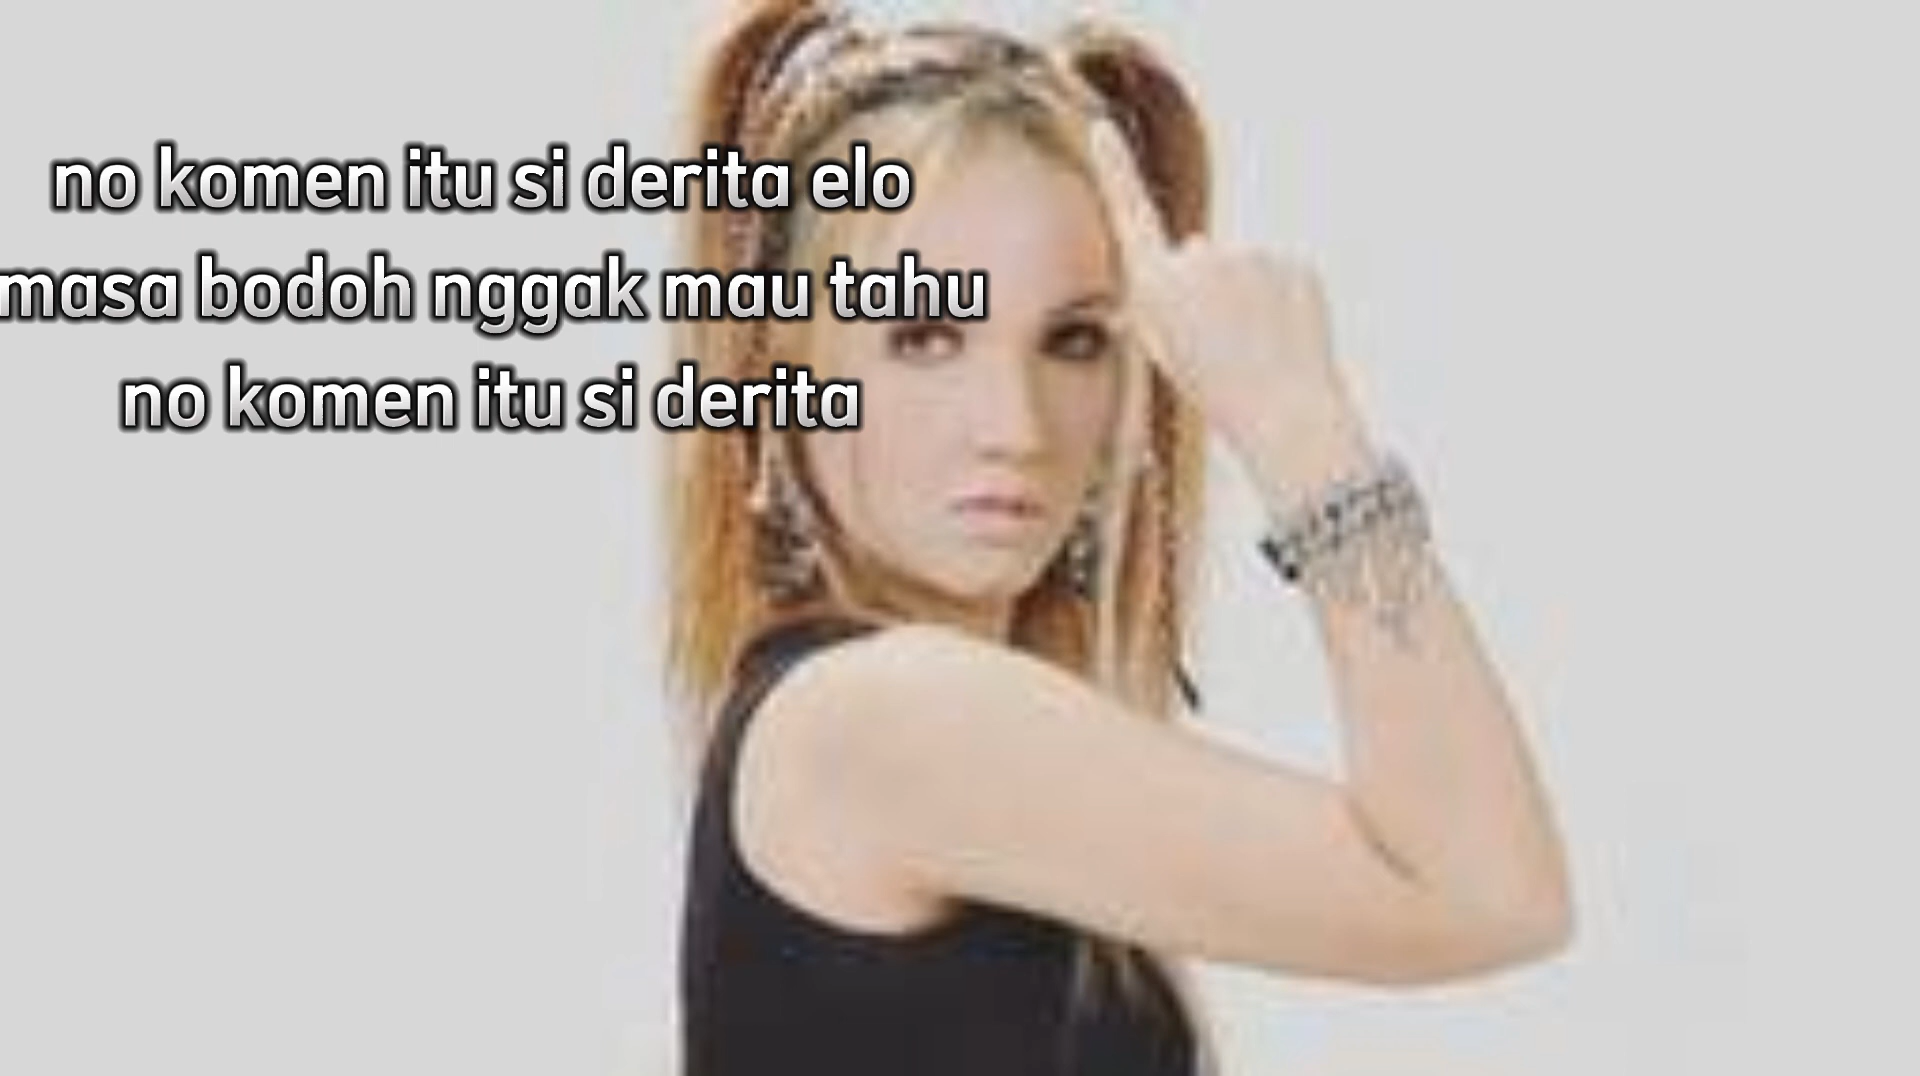 no komen itu si derita elo
masa bodoh nggak mau tahu
no komen itu si derita